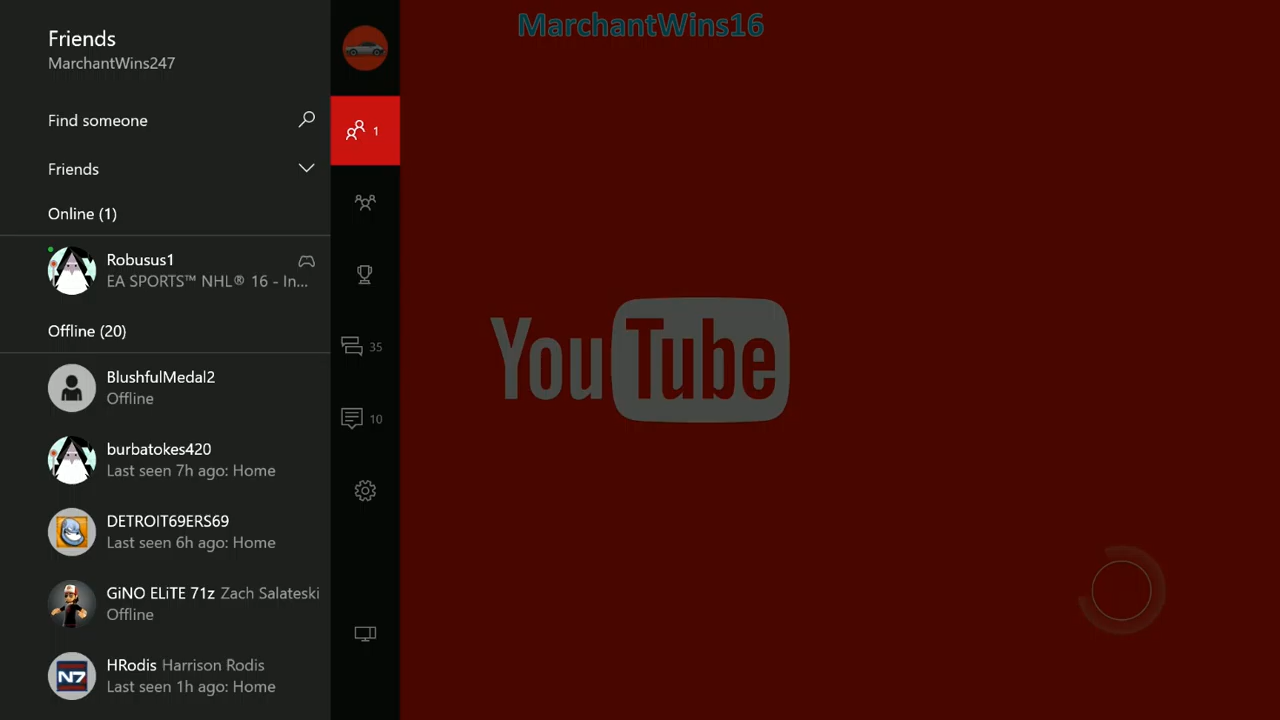 Friends
MarchantWins247
Find someone
Friends
Online (1)
Robusus1
EA SPORTS™ NHL® 16 - In...
Offline (20)
BlushfulMedal2
Offline
burbatokes420
Last seen 7h ago: Home
DETROIT69ERS69
Last seen 6h ago: Home
GiNO ELiTE 71z Zach Salateski
Offline
HRodis Harrison Rodis
Last seen 1h ago: Home
N7
1
35
10
MarchantWins16
YouTube